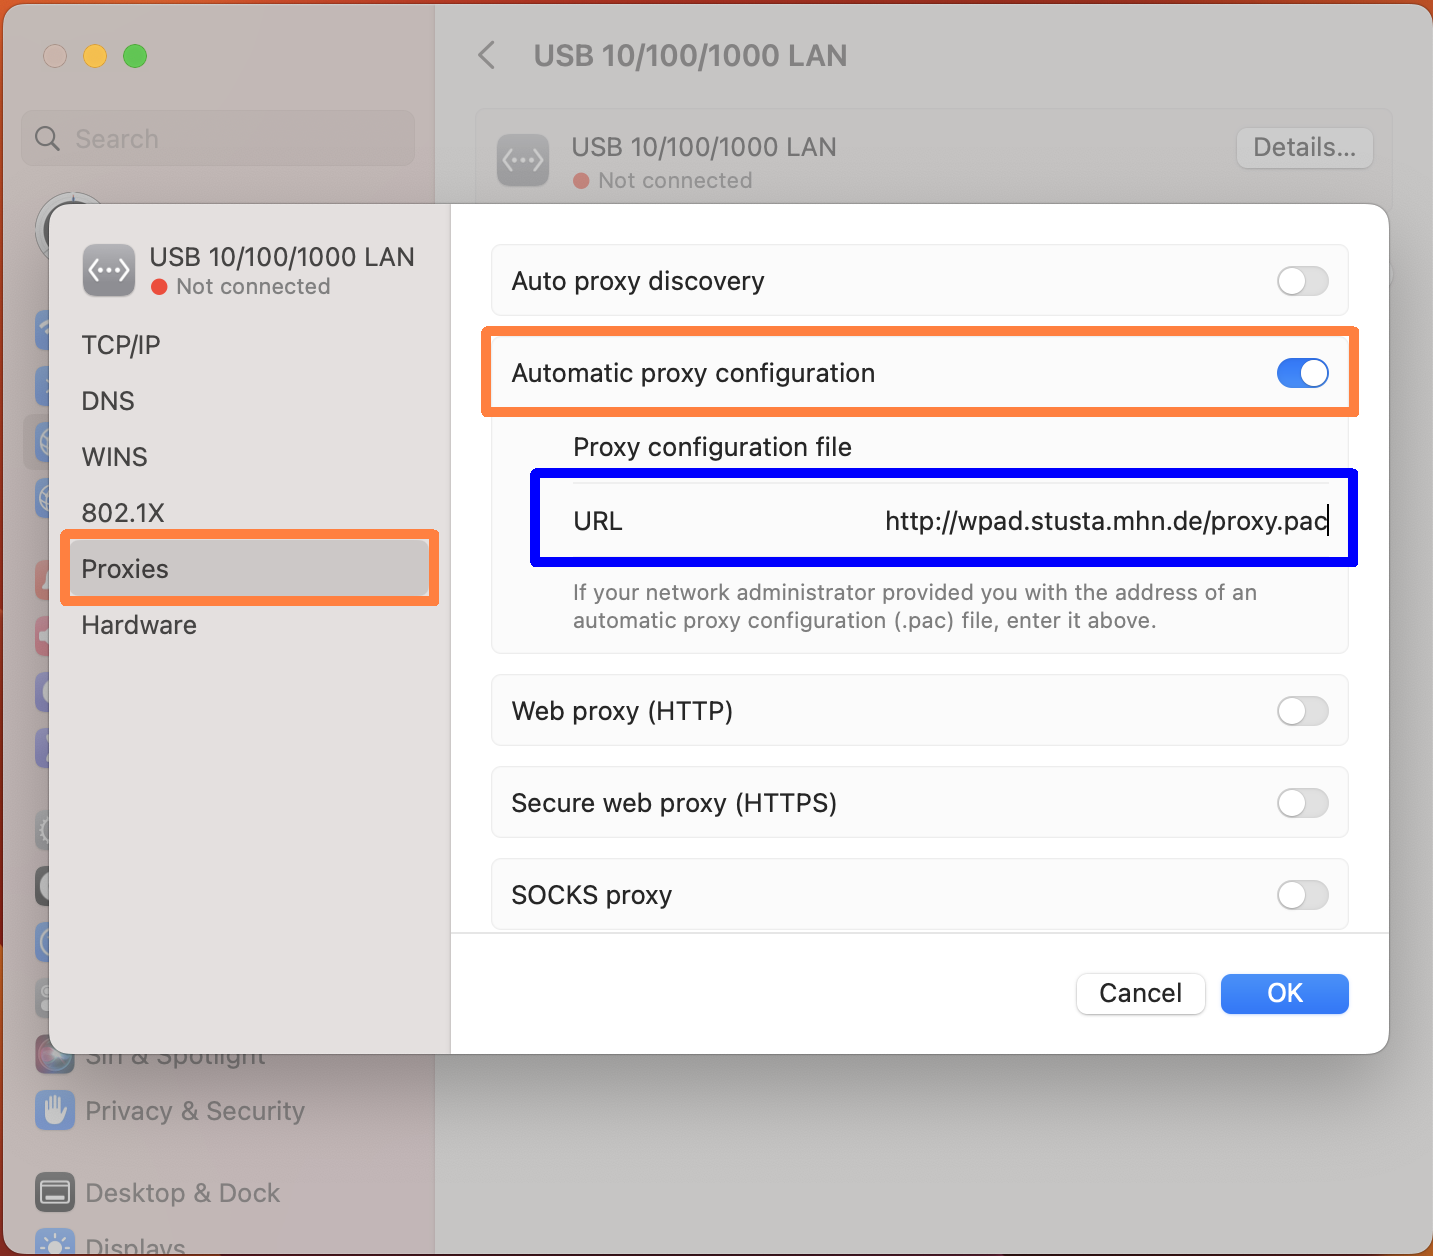 USB 10/100/1000 LAN
Search
USB 10/100/1000 LAN
Not connected
Details...
USB 10/100/1000 LAN
Not connected
TCP/IP
DNS
WINS
802.1X
Proxies
Hardware
Auto proxy discovery
Automatic proxy configuration
Proxy configuration file
URL http://wpad.stusta.mhn.de/proxy.pac
If your network administrator provided you with the address of an
automatic proxy configuration (.pac) file, enter it above.
Web proxy (HTTP)
Secure web proxy (HTTPS)
SOCKS proxy
Cancel
OK
Siri & Spotlight
Privacy & Security
Desktop & Dock
Displays